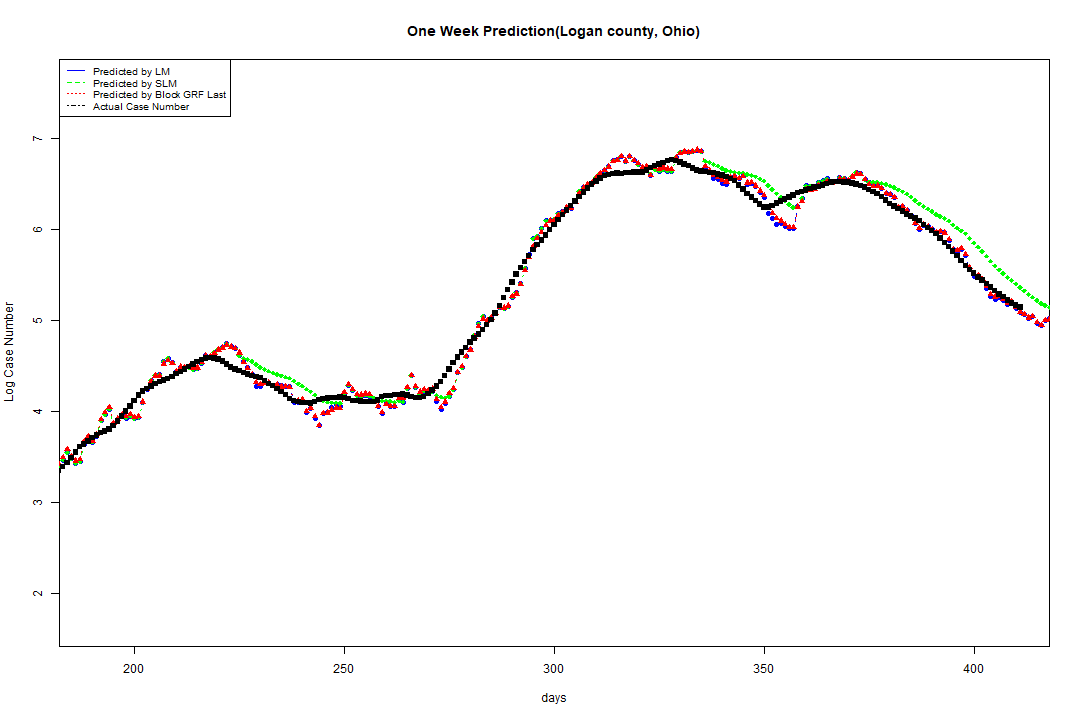 One Week Prediction(Logan county, Ohio)
Predicted by LM
Predicted by SLM
Predicted by Block GRF Last
Actual Case Number
Log Case Number
7
6
5
4
3
2
200
250
300
350
400
days